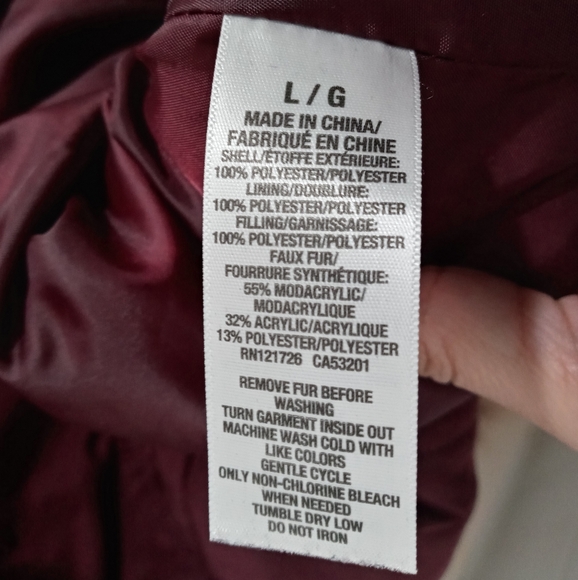 L / G
MADE IN CHINA/
FABRIQUÉ EN CHINE
SHELL/ÉTOFFE EXTÉRIEURE:
100% POLYESTER/POLYESTER
LINING/DOUBLURE:
100% POLYESTER/POLYESTER
FILLING/GARNISSAGE:
100% POLYESTER/POLYESTER
FAUX FUR/
FOURRURE SYNTHÉTIQUE:
55% MODACRYLIC/
MODACRYLIQUE
32% ACRYLIC/ACRYLIQUE
13% POLYESTER/POLYESTER
RN121726 CA53201
REMOVE FUR BEFORE
WASHING
TURN GARMENT INSIDE OUT
MACHINE WASH COLD WITH
LIKE COLORS
GENTLE CYCLE
ONLY NON-CHLORINE BLEACH
WHEN NEEDED
TUMBLE DRY LOW
DO NOT IRON